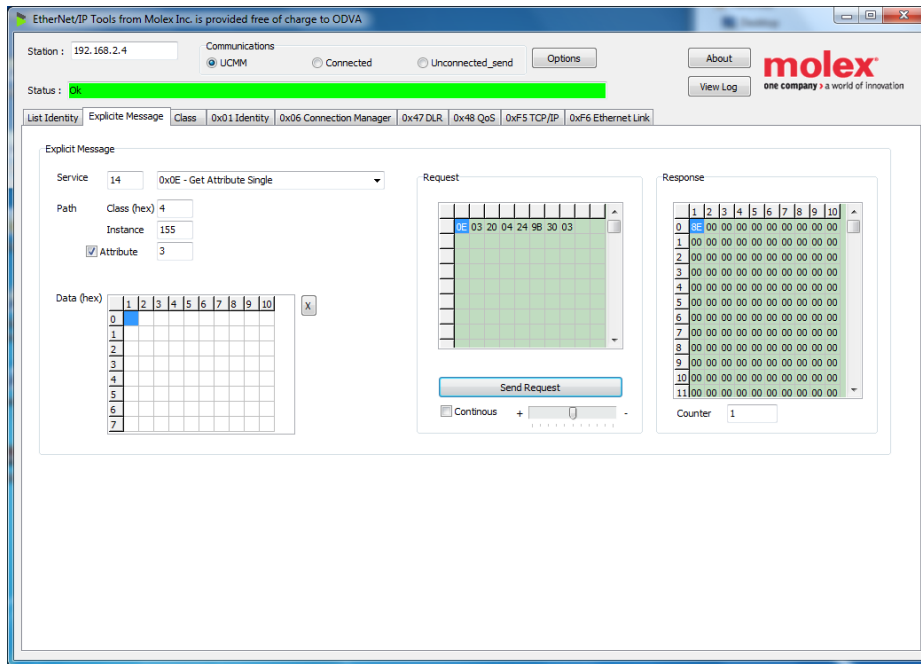 EtherNet/IP Tools from Molex Inc. is provided free of charge to ODVA
Station : 192.168.2.4
Communications
UCMM Connected Unconnected_send
Options
About
View Log
molex
one company > a world of innovation
Status : Ok
List Identity Explicite Message Class 0x01 Identity 0x06 Connection Manager 0x47 DLR 0x48 QoS 0xF5 TCP/IP 0xF6 Ethernet Link
Explicit Message
Service 14 0x0E - Get Attribute Single
Path Class (hex) 4
Instance 155
Attribute 3
Data (hex)
1 2 3 4 5 6 7 8 9 10
0
1
2
3
4
5
6
7
X
Request
0E 03 20 04 24 9B 30 03
Send Request
Continous + -
Response
1 2 3 4 5 6 7 8 9 10
0 8E 00 00 00 00 00 00 00 00 00
1 00 00 00 00 00 00 00 00 00 00
2 00 00 00 00 00 00 00 00 00 00
3 00 00 00 00 00 00 00 00 00 00
4 00 00 00 00 00 00 00 00 00 00
5 00 00 00 00 00 00 00 00 00 00
6 00 00 00 00 00 00 00 00 00 00
7 00 00 00 00 00 00 00 00 00 00
8 00 00 00 00 00 00 00 00 00 00
9 00 00 00 00 00 00 00 00 00 00
10 00 00 00 00 00 00 00 00 00 00
11 00 00 00 00 00 00 00 00 00 00
Counter 1